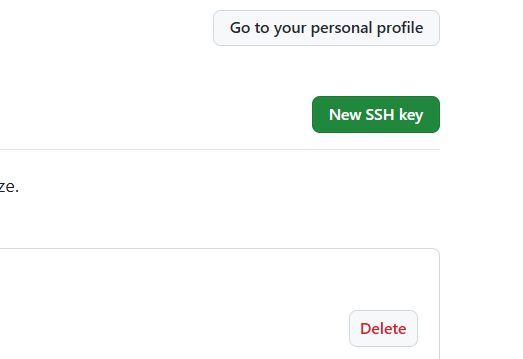 Go to your personal profile
New SSH key
ze.
Delete